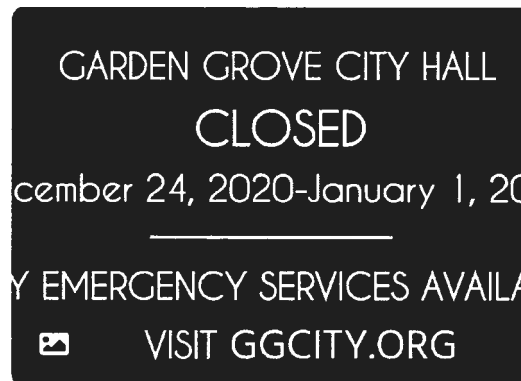 GARDEN GROVE CITY HALL
CLOSED
cember 24, 2020-January 1, 20
Y EMERGENCY SERVICES AVAILA
VISIT GGCITY.ORG